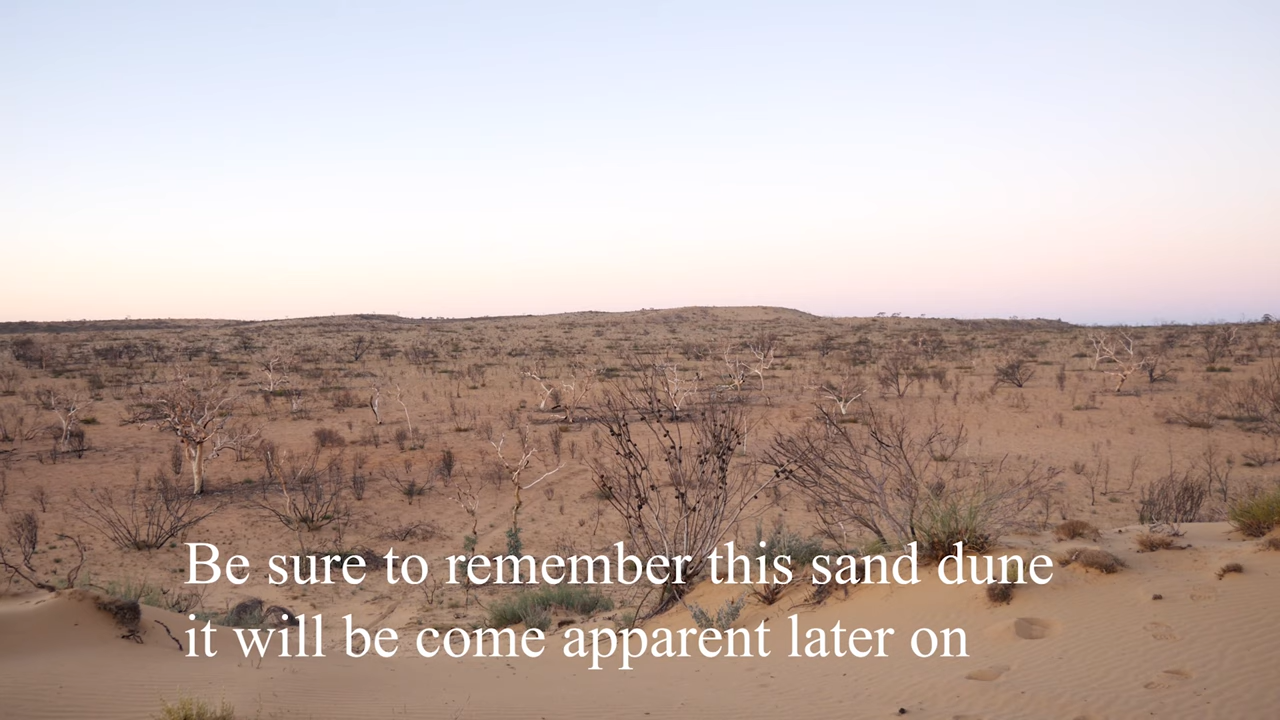 Be sure to remember this sand dune
it will be come apparent later on